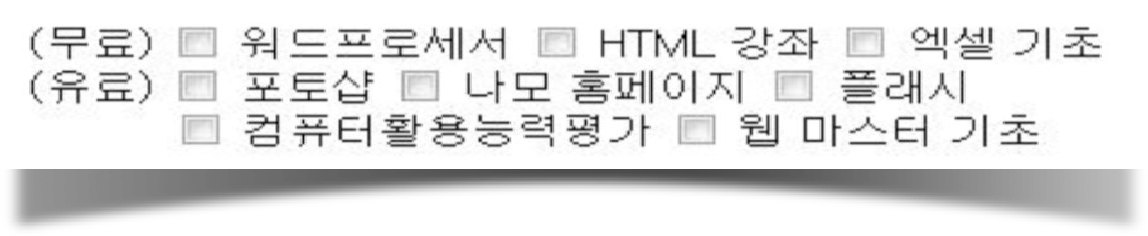 (무료) □ 워드프로세서 □ HTML 강좌 □ 엑셀 기초
(유료) □ 포토샵 □ 나모 홈페이지 □ 플래시
□ 컴퓨터활용능력평가 □ 웹 마스터 기초